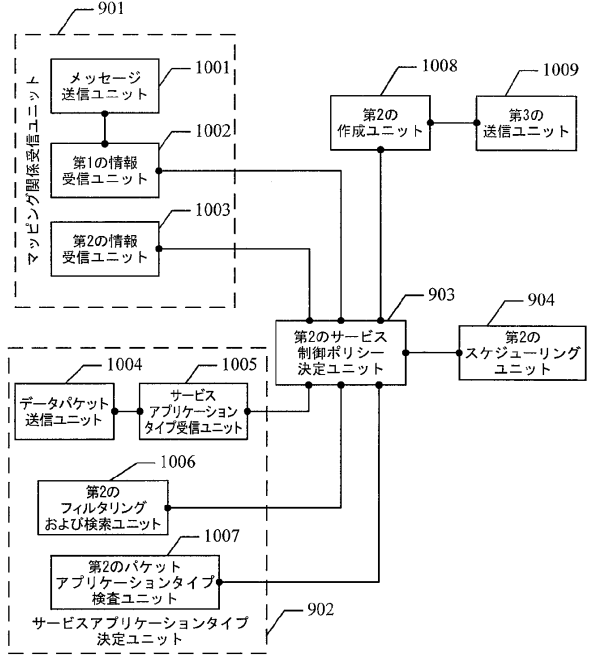 901
マッピング関係受信ユニット
メッセージ
送信ユニット
1001
第1の情報
受信ユニット
1002
第2の情報
受信ユニット
1003
第2の
作成ユニット
1008
第3の
送信ユニット
1009
第2のサービス
制御ポリシー
決定ユニット
903
第2の
スケジューリング
ユニット
904
データパケット
送信ユニット
1004
サービス
アプリケーション
タイプ受信ユニット
1005
第2の
フィルタリング
および検索ユニット
1006
第2のパケット
アプリケーションタイプ
検査ユニット
1007
サービスアプリケーションタイプ
決定ユニット
902